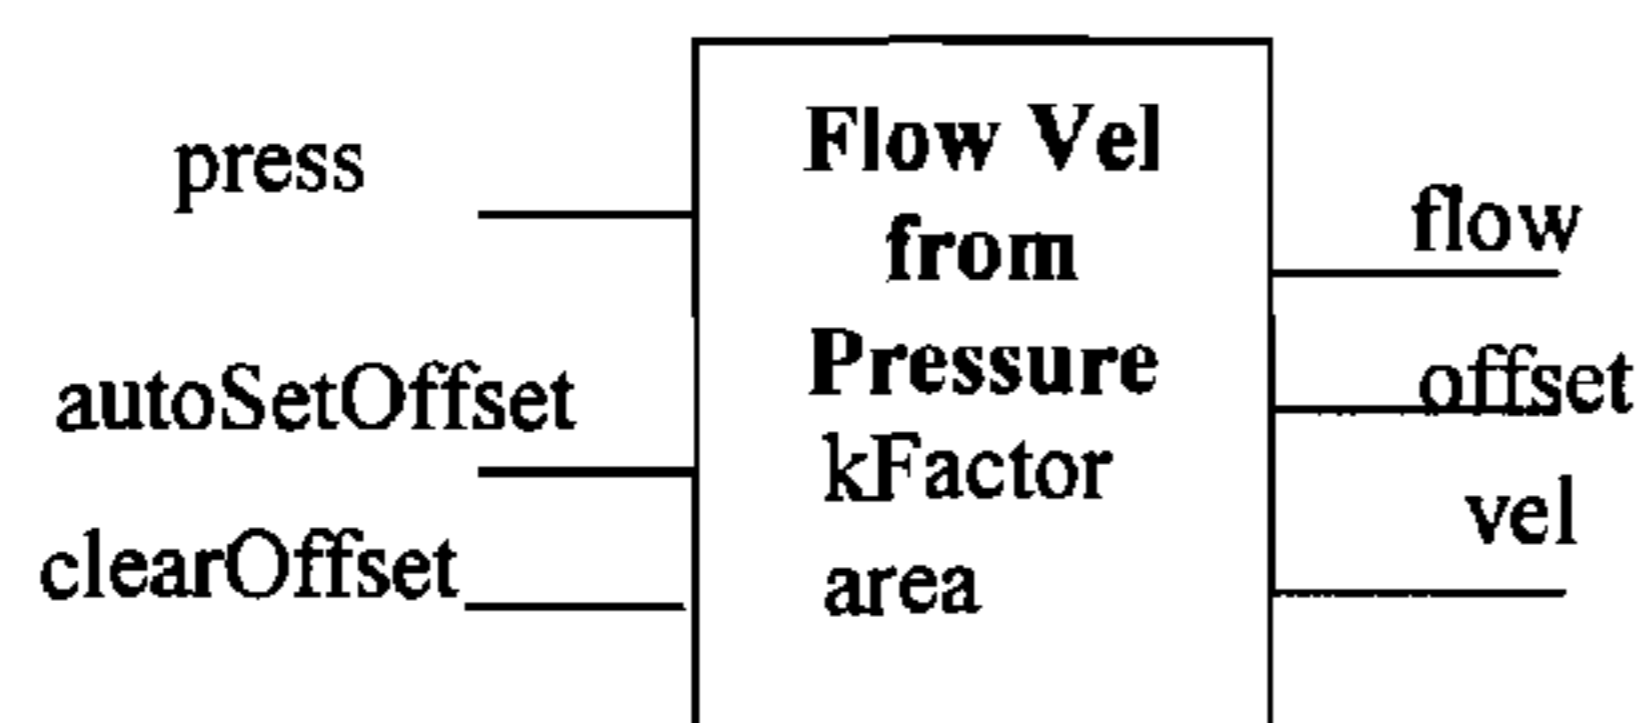 press
autoSetOffset
clearOffset
Flow Vel
from
Pressure
kFactor
area
flow
offset
vel